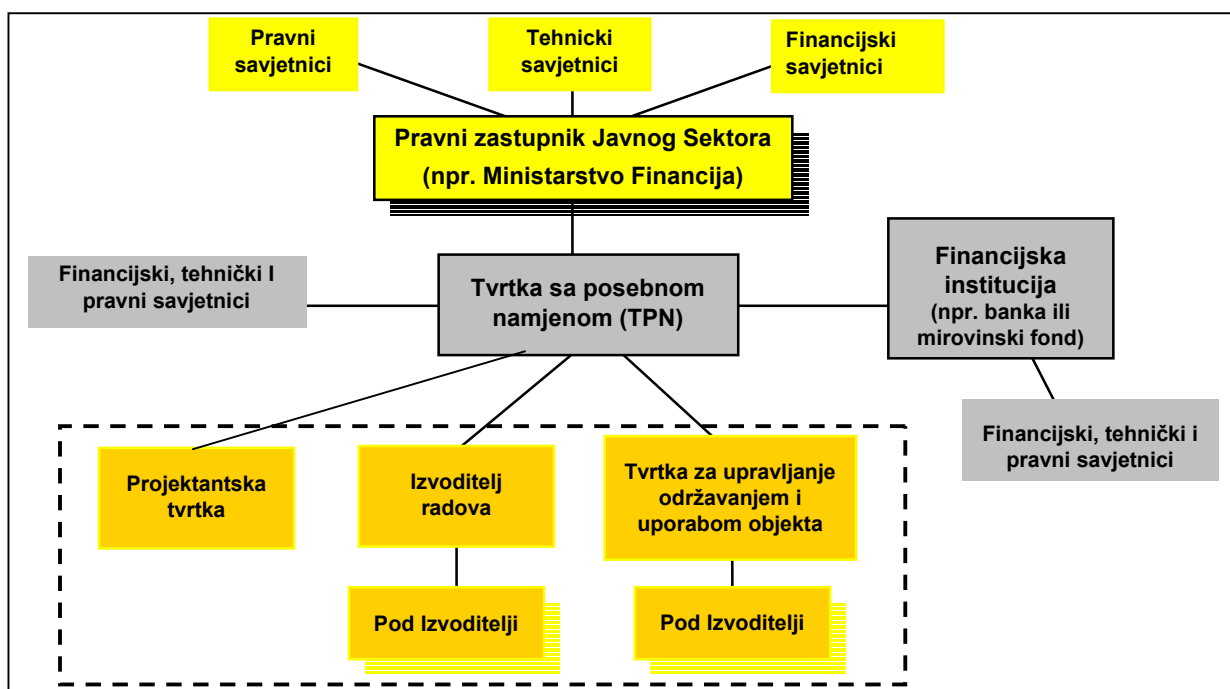 Pravni
savjetnici
Tehnicki
savjetnici
Financijski
savjetnici
Pravni zastupnik Javnog Sektora
(npr. Ministarstvo Financija)
Financijski, tehnički I
pravni savjetnici
Tvrtka sa posebnom
namjenom (TPN)
Financijska
institucija
(npr. banka ili
mirovinski fond)
Financijski, tehnički i
pravni savjetnici
Projektantska
tvrtka
Izvoditelj
radova
Tvrtka za upravljanje
održavanjem i
uporabom objekta
Pod Izvoditelji
Pod Izvoditelji